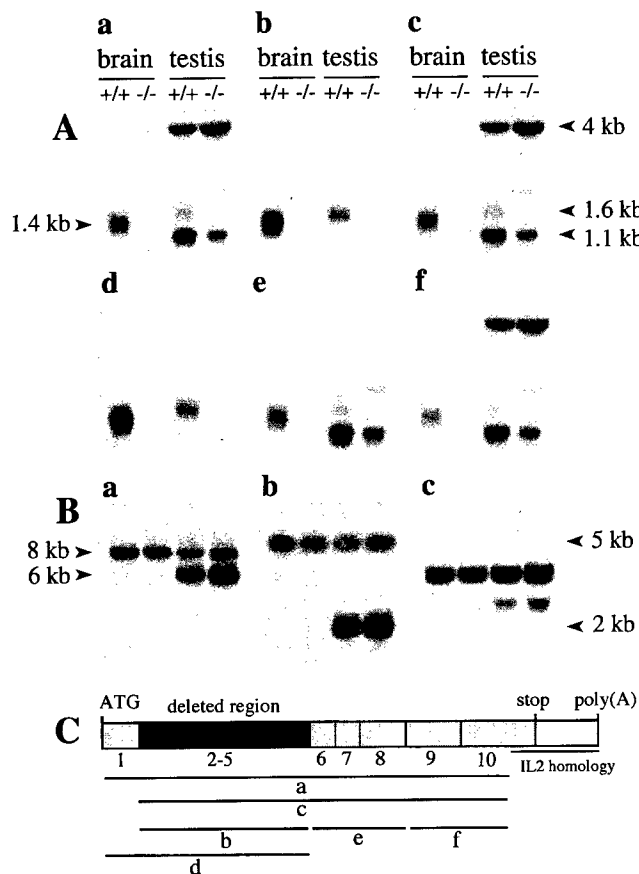 a b c
brain testis brain testis brain testis
+/+ -/- +/+ -/- +/+ -/- +/+ -/- +/+ -/- +/+ -/-
A
4 kb
1.4 kb
1.6 kb
1.1 kb
d e f
a b c
B
8 kb
6 kb
5 kb
2 kb
ATG deleted region stop poly(A)
C
1 2-5 6 7 8 9 10 IL2 homology
a
c
b e f
d